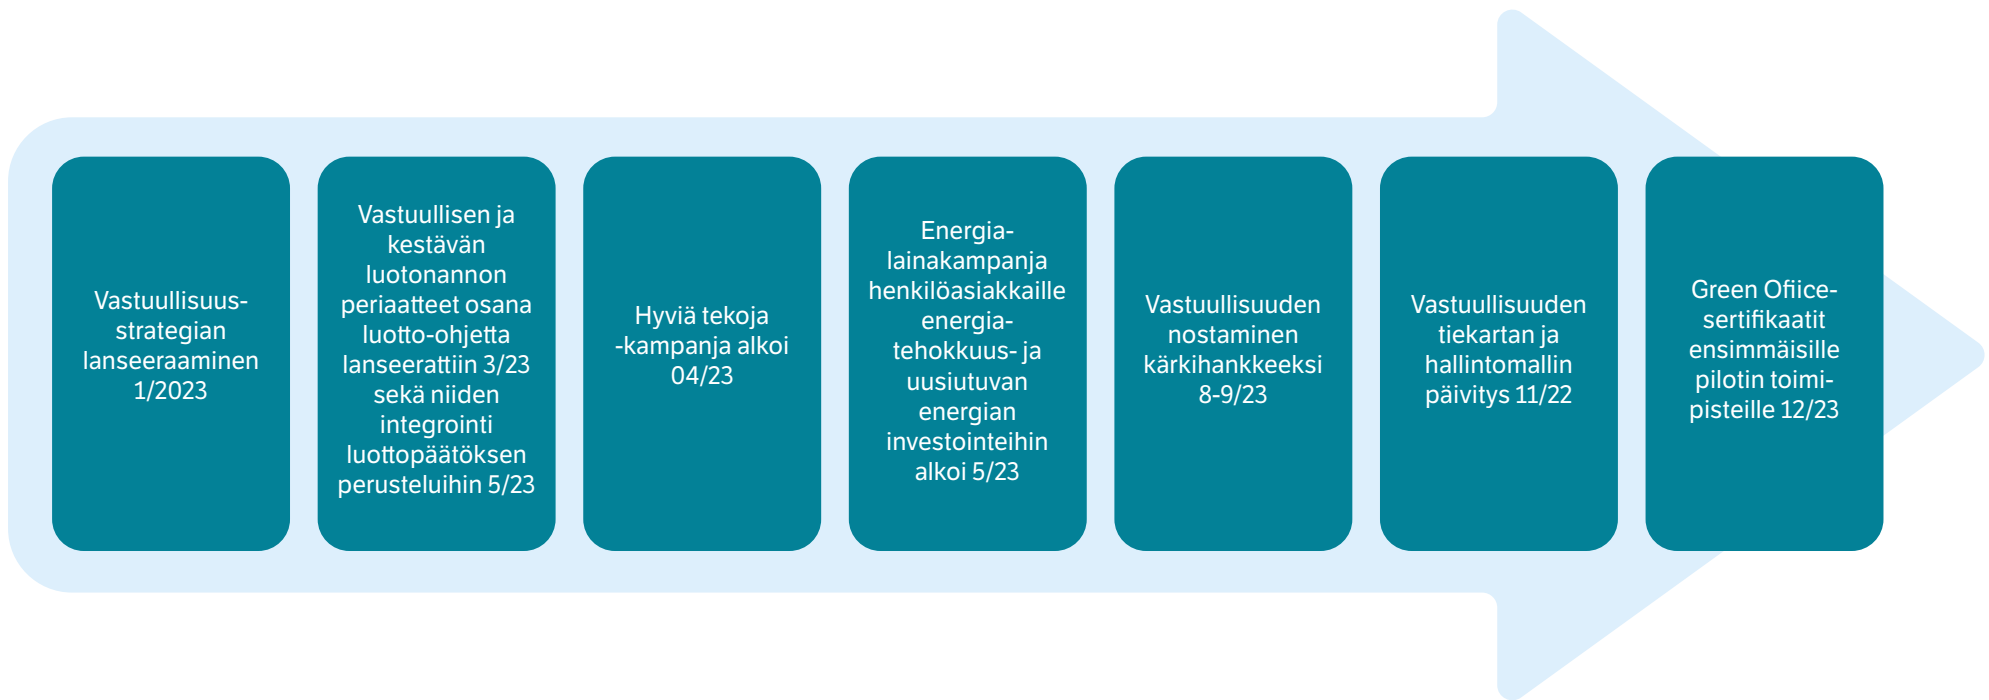 Vastuullisuus-
strategian
lanseeraaminen
1/2023
Vastuullisen ja
kestävän
luotonannon
periaatteet osana
luotto-ohjetta
lanseerattiin 3/23
sekä niiden
integrointi
luottopäätöksen
perusteluihin 5/23
Hyviä tekoja
-kampanja alkoi
04/23
Energia-
lainakampanja
henkilöasiakkaille
energia-
tehokkuus- ja
uusiutuvan
energian
investointeihin
alkoi 5/23
Vastuullisuuden
nostaminen
kärkihankkeeksi
8-9/23
Vastuullisuuden
tiekartan ja
hallintomallin
päivitys 11/22
Green Ofiice-
sertifikaatit
ensimmäisille
pilotin toimi-
pisteille 12/23